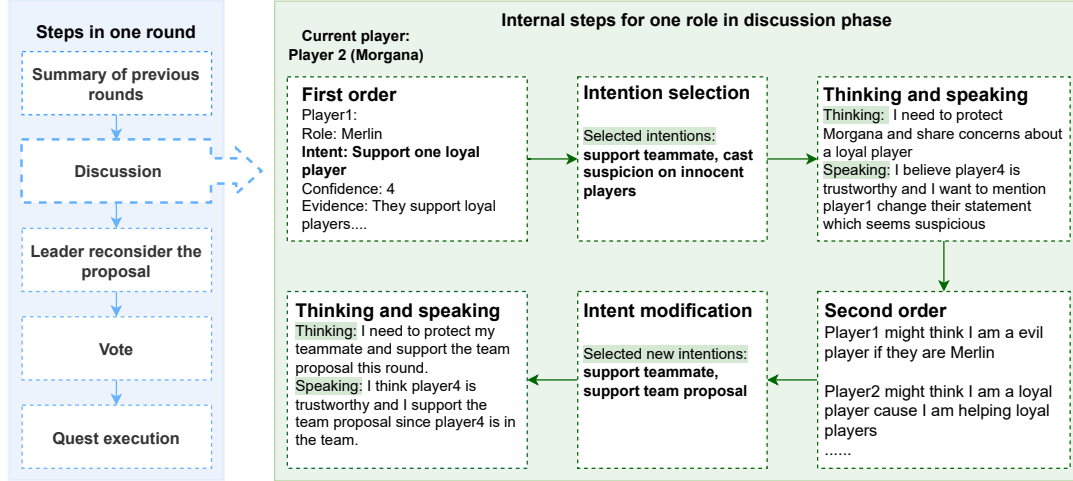 Steps in one round
Summary of previous
rounds
Discussion
Leader reconsider the
proposal
Vote
Quest execution
Internal steps for one role in discussion phase
Current player:
Player 2 (Morgana)
First order
Player1:
Role: Merlin
Intent: Support one loyal
player
Confidence: 4
Evidence: They support loyal
players....
Intention selection
Selected intentions:
support teammate, cast
suspicion on innocent
players
Thinking and speaking
Thinking: I need to protect
Morgana and share concerns about
a loyal player
Speaking: I believe player4 is
trustworthy and I want to mention
player1 change their statement
which seems suspicious
Second order
Player1 might think I am a evil
player if they are Merlin
Player2 might think I am a loyal
player cause I am helping loyal
players
......
Intent modification
Selected new intentions:
support teammate,
support team proposal
Thinking and speaking
Thinking: I need to protect my
teammate and support the team
proposal this round.
Speaking: I think player4 is
trustworthy and I support the
team proposal since player4 is in
the team.